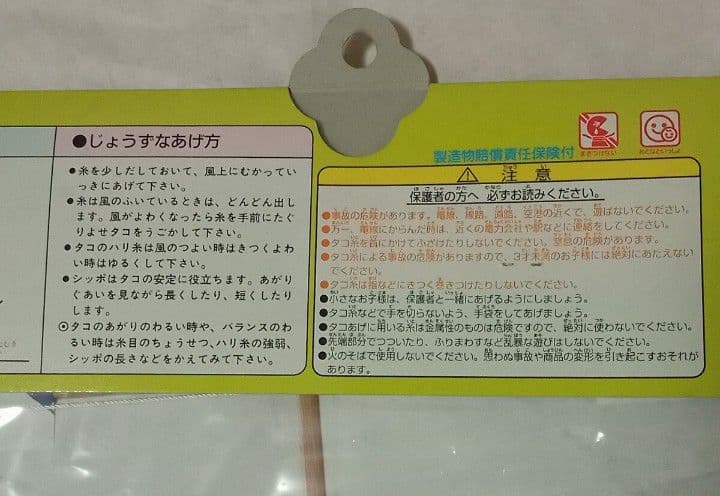 ●じょうずなあげ方
●糸を少しだしておいて、風上にむかっていっ
きにあげて下さい。
●糸は風のふいているときは、どんどん出し
ます。風がよわくなったら糸を手前にたぐ
りよせタコをうごかして下さい。
●タコのハリ糸は風のつよい時はきつくよわ
い時はゆるくして下さい。
●シッポはタコの安定に役立ちます。あがり
ぐあいを見ながら長くしたり、短くしたり
します。
◎タコのあがりのわるい時や、バランスのわ
るい時は糸目のちょうせつ、ハリ糸の強弱、
シッポの長さなどをかえてみて下さい。
製造物賠償責任保険付
まきつけない
おとなといっしょ
⚠ 注意
保護者の方へ 必ずお読みください。
●事故の危険があります。電線、線路、道路、空港の近くで、遊ばないでください。
●万一、電線にからんだ時は、近くの電力会社や駅などに連絡をしてください。
●タコ糸を首にかけてふざけたりしないでください。窒息の危険があります。
●タコ糸による事故の危険がありますので、3才未満のお子様には絶対にあたえない
でください。
●タコ糸は指などにきつく巻きつけたりしないでください。
●小さなお子様は、保護者と一緒にあげるようにしましょう。
●タコ糸などで手を切らないよう、手袋をしてあげましょう。
●タコあげに用いる糸は金属性のものは危険ですので、絶対に使わないでください。
●先端部分でつついたり、ふりまわすなど乱暴な遊びはしないでください。
●火のそばで使用しないでください。思わぬ事故や商品の変形を引き起こすおそれが
あります。